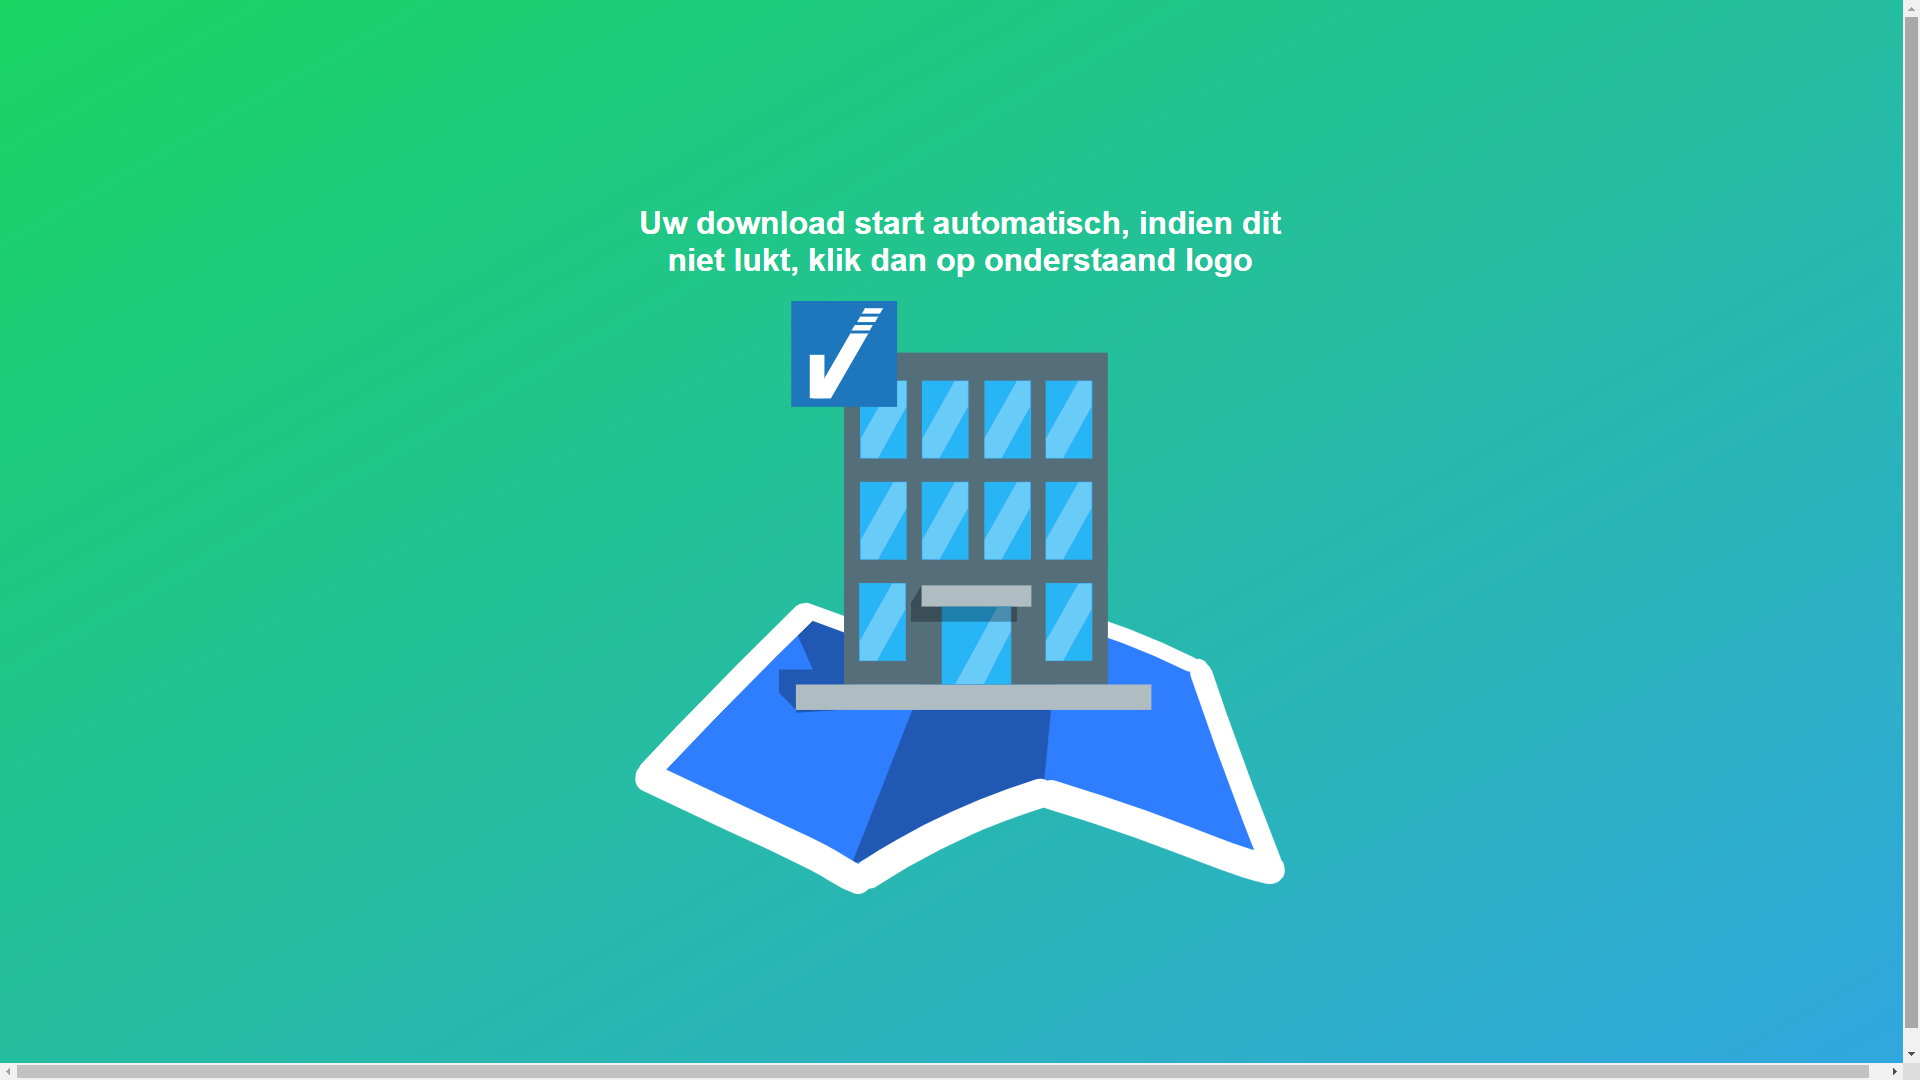 Uw download start automatisch, indien dit
niet lukt, klik dan op onderstaand logo